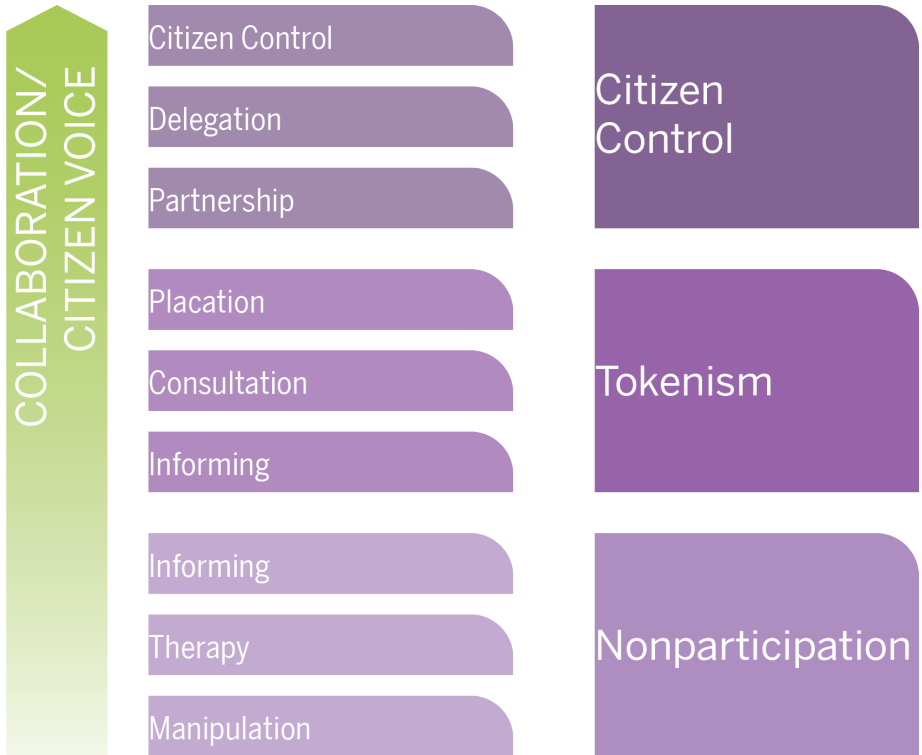 COLLABORATION/
CITIZEN VOICE
Citizen Control
Delegation
Partnership
Citizen
Control
Placation
Consultation
Informing
Tokenism
Informing
Therapy
Manipulation
Nonparticipation